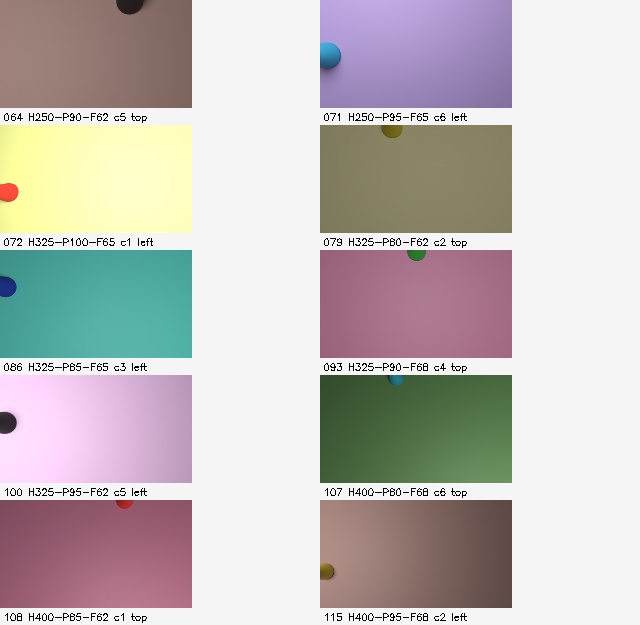 064 H250-P90-F62 c5 top
071 H250-P95-F65 c6 left
072 H325-P100-F65 c1 left
079 H325-P80-F62 c2 top
086 H325-P85-F65 c3 left
093 H325-P90-F68 c4 top
100 H325-P95-F62 c5 left
107 H400-P80-F68 c6 top
108 H400-P85-F62 c1 top
115 H400-P95-F68 c2 left